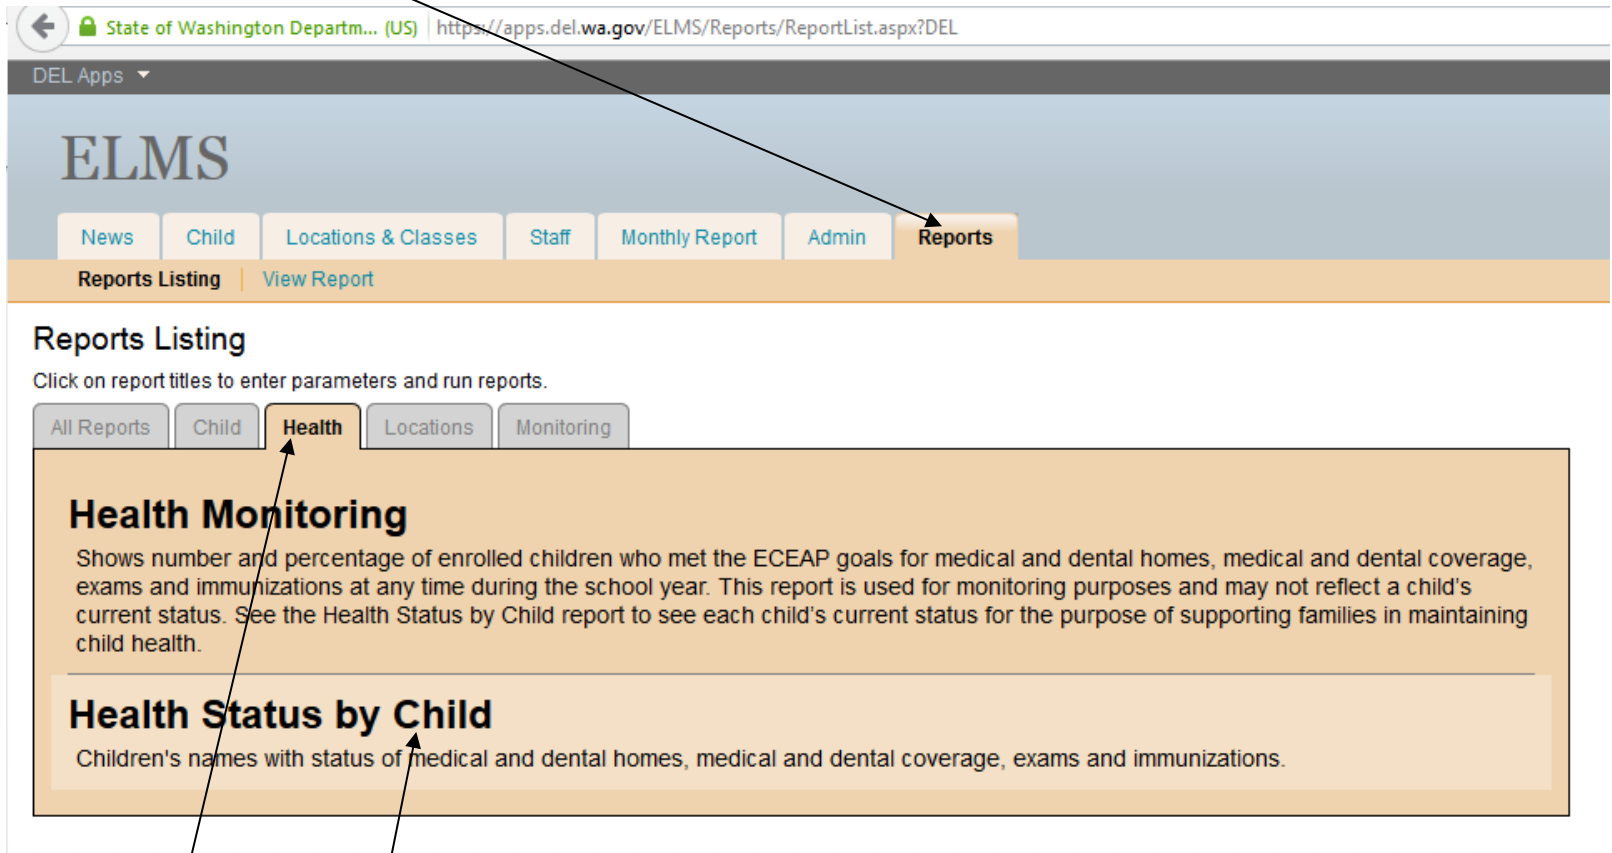 State of Washington Departm... (US) https://apps.del.wa.gov/ELMS/Reports/ReportList.aspx?DEL
DEL Apps
ELMS
News Child Locations & Classes Staff Monthly Report Admin Reports
Reports Listing View Report
Reports Listing
Click on report titles to enter parameters and run reports.
All Reports Child Health Locations Monitoring
Health Monitoring
Shows number and percentage of enrolled children who met the ECEAP goals for medical and dental homes, medical and dental coverage,
exams and immunizations at any time during the school year. This report is used for monitoring purposes and may not reflect a child's
current status. See the Health Status by Child report to see each child's current status for the purpose of supporting families in maintaining
child health.
Health Status by Child
Children's names with status of medical and dental homes, medical and dental coverage, exams and immunizations.